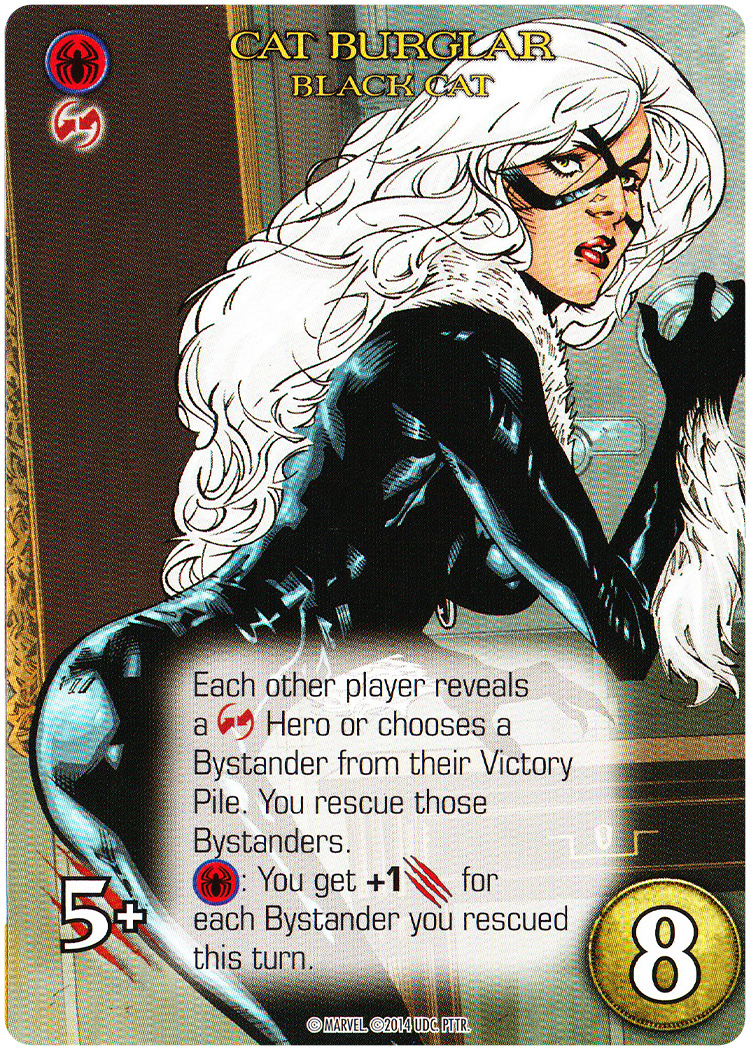 CAT BURGLAR
BLACK CAT
Each other player reveals
a Hero or chooses a
Bystander from their Victory
Pile. You rescue those
Bystanders.
: You get +1 for
each Bystander you rescued
this turn.
5+
8
© MARVEL. ©2014 UDC. PTTR.